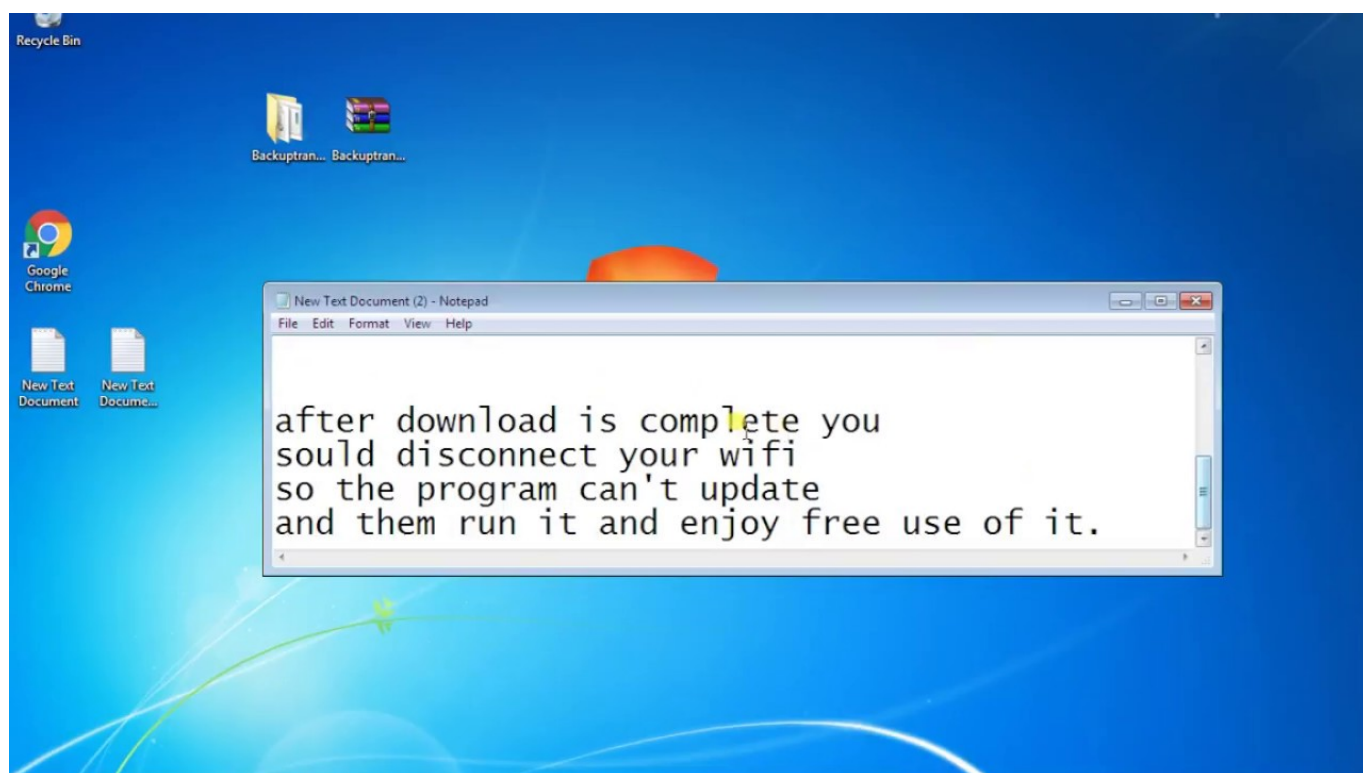 Recycle Bin
Backuptran... Backuptran...
Google
Chrome
New Text Document (2) - Notepad
File Edit Format View Help
New Text
Document
New Text
Docume...
after download is complete you
sould disconnect your wifi
so the program can't update
and them run it and enjoy free use of it.